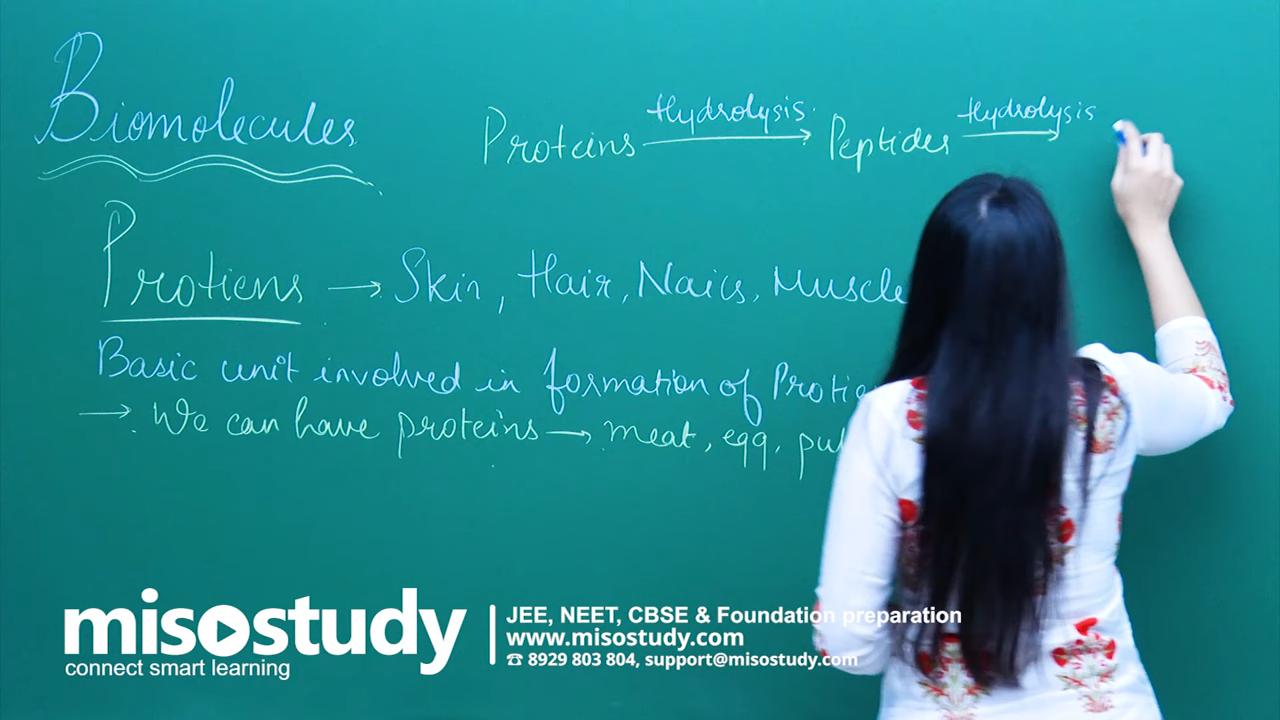 Biomolecules
Proteins Hydrolysis Peptides Hydrolysis
Protiens → Skin, Hair, Nails, Muscle
Basic unit involved in formation of
→ We can have proteins → meat, egg,
misostudy
connect smart learning
JEE, NEET, CBSE & Foundation preparation
www.misostudy.com
☎ 8929 803 804, support@misostudy.com